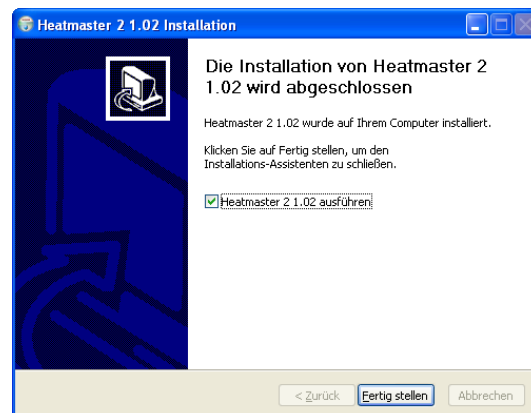 Heatmaster 2 1.02 Installation
Die Installation von Heatmaster 2
1.02 wird abgeschlossen
Heatmaster 2 1.02 wurde auf Ihrem Computer installiert.
Klicken Sie auf Fertig stellen, um den
Installations-Assistenten zu schließen.
Heatmaster 2 1.02 ausführen
< Zurück
Fertig stellen
Abbrechen